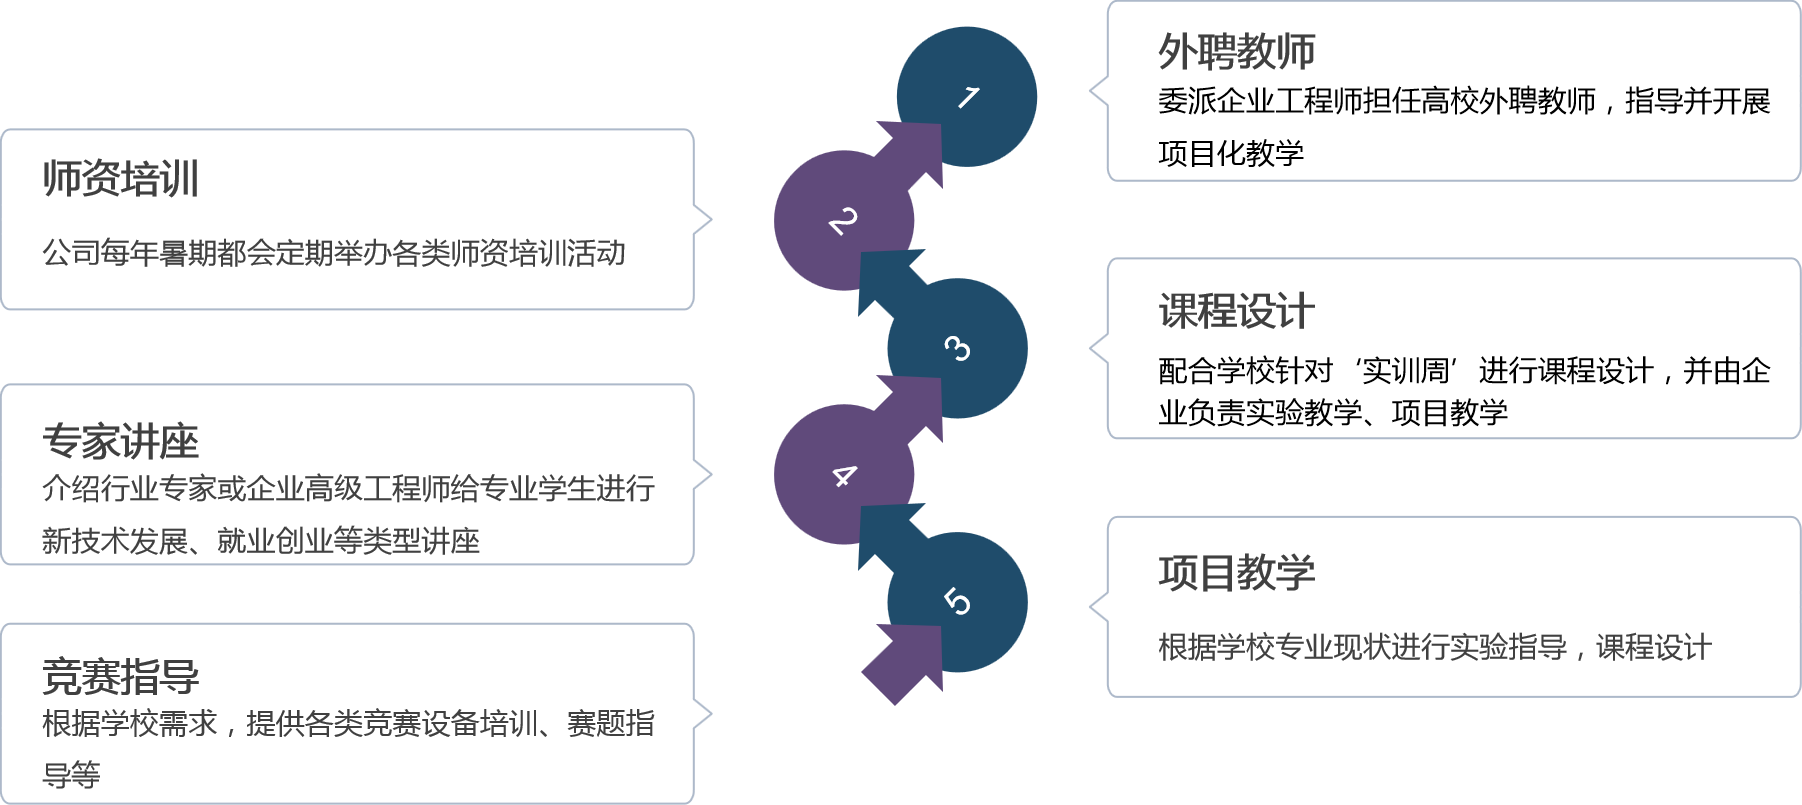 1
外聘教师
委派企业工程师担任高校外聘教师，指导并开展
项目化教学
2
师资培训
公司每年暑期都会定期举办各类师资培训活动
3
课程设计
配合学校针对‘实训周’进行课程设计，并由企
业负责实验教学、项目教学
4
专家讲座
介绍行业专家或企业高级工程师给专业学生进行
新技术发展、就业创业等类型讲座
5
项目教学
根据学校专业现状进行实验指导，课程设计
竞赛指导
根据学校需求，提供各类竞赛设备培训、赛题指
导等